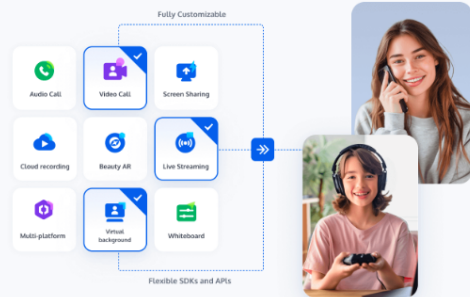 Fully Customizable
Audio Call
Video Call
Screen Sharing
Cloud recording
Beauty AR
Live Streaming
Multi-platform
Virtual
background
Whiteboard
Flexible SDKs and APIs